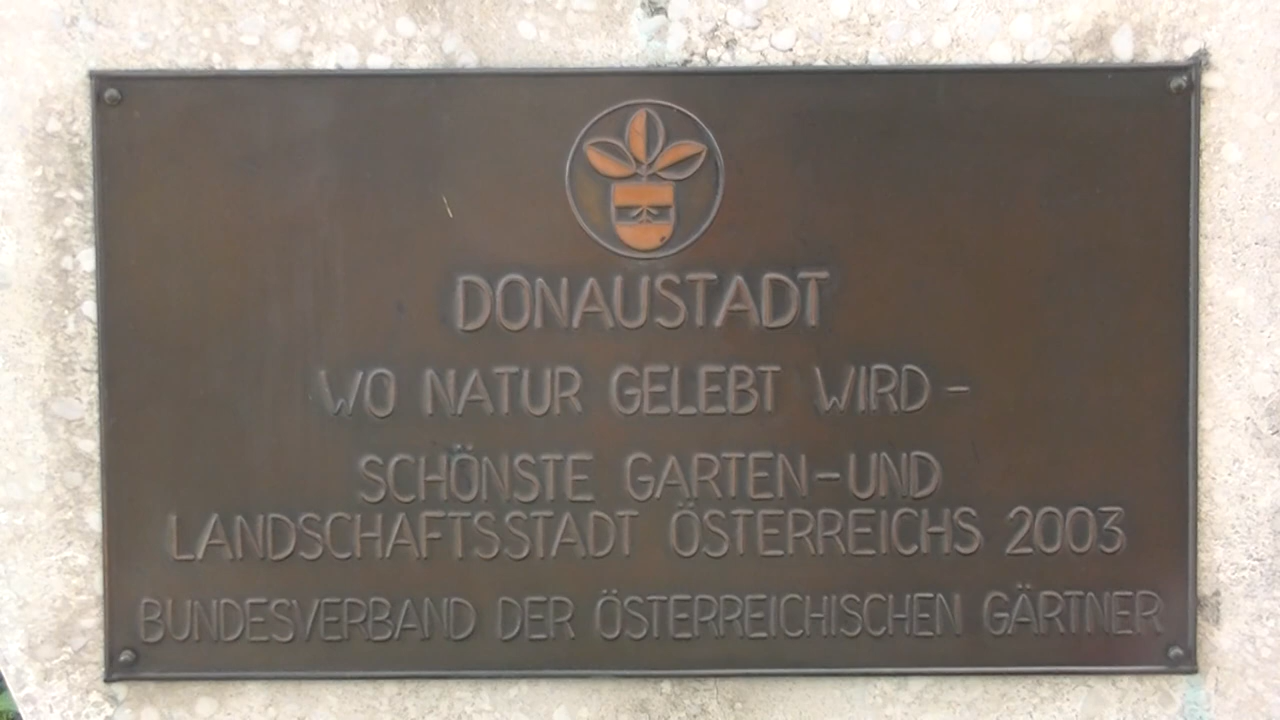 DONAUSTADT
WO NATUR GELEBT WIRD -
SCHÖNSTE GARTEN-UND
LANDSCHAFTSSTADT ÖSTERREICHS 2003
BUNDESVERBAND DER ÖSTERREICHISCHEN GÄRTNER